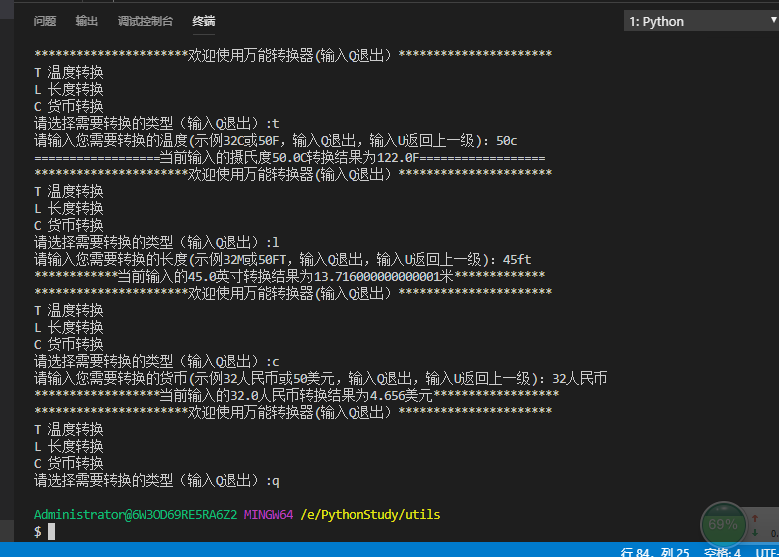 问题 输出 调试控制台 终端 1: Python
**********************欢迎使用万能转换器(输入Q退出）**********************
T 温度转换
L 长度转换
C 货币转换
请选择需要转换的类型（输入Q退出）:t
请输入您需要转换的温度(示例32C或50F，输入Q退出，输入U返回上一级）：50c
==================当前输入的摄氏度50.0C转换结果为122.0F==================
**********************欢迎使用万能转换器(输入Q退出）**********************
T 温度转换
L 长度转换
C 货币转换
请选择需要转换的类型（输入Q退出）:l
请输入您需要转换的长度(示例32M或50FT，输入Q退出，输入U返回上一级）：45ft
************当前输入的45.0英寸转换结果为13.716000000000001米*************
**********************欢迎使用万能转换器(输入Q退出）**********************
T 温度转换
L 长度转换
C 货币转换
请选择需要转换的类型（输入Q退出）:c
请输入您需要转换的货币(示例32人民币或50美元，输入Q退出，输入U返回上一级）：32人民币
******************当前输入的32.0人民币转换结果为4.656美元******************
**********************欢迎使用万能转换器(输入Q退出）**********************
T 温度转换
L 长度转换
C 货币转换
请选择需要转换的类型（输入Q退出）:q
Administrator@6W3OD69RE5RA6Z2 MINGW64 /e/PythonStudy/utils
$
69%
行 84，列 25 空格: 4 UTF-